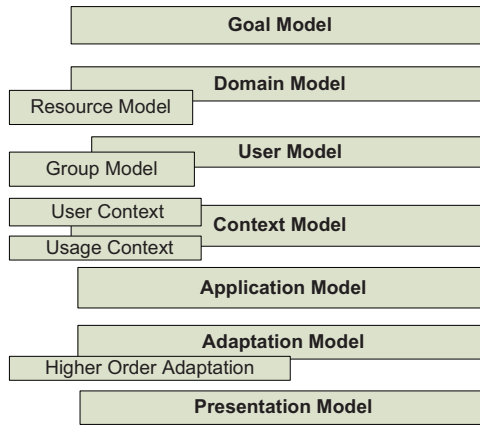 Goal Model
Domain Model
Resource Model
User Model
Group Model
User Context
Context Model
Usage Context
Application Model
Adaptation Model
Higher Order Adaptation
Presentation Model